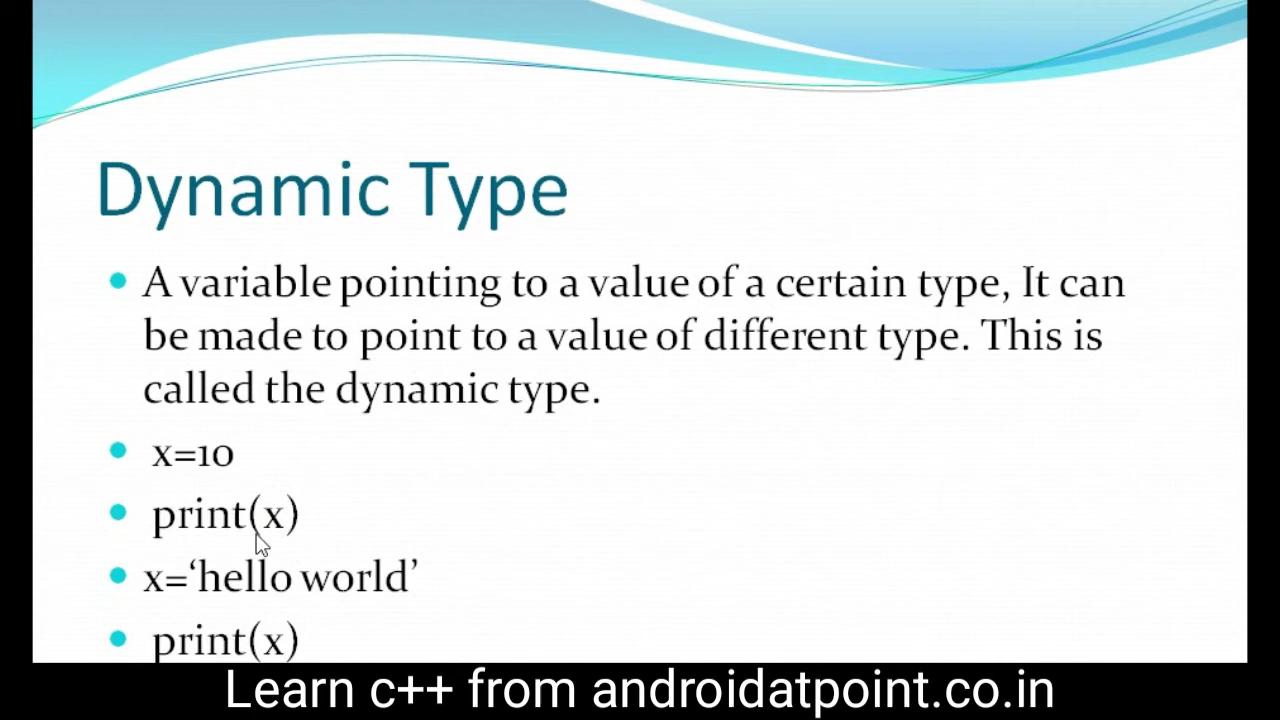 Dynamic Type
A variable pointing to a value of a certain type, It can
be made to point to a value of different type. This is
called the dynamic type.
x=10
print(x)
x=‘hello world’
print(x)
Learn c++ from androidatpoint.co.in